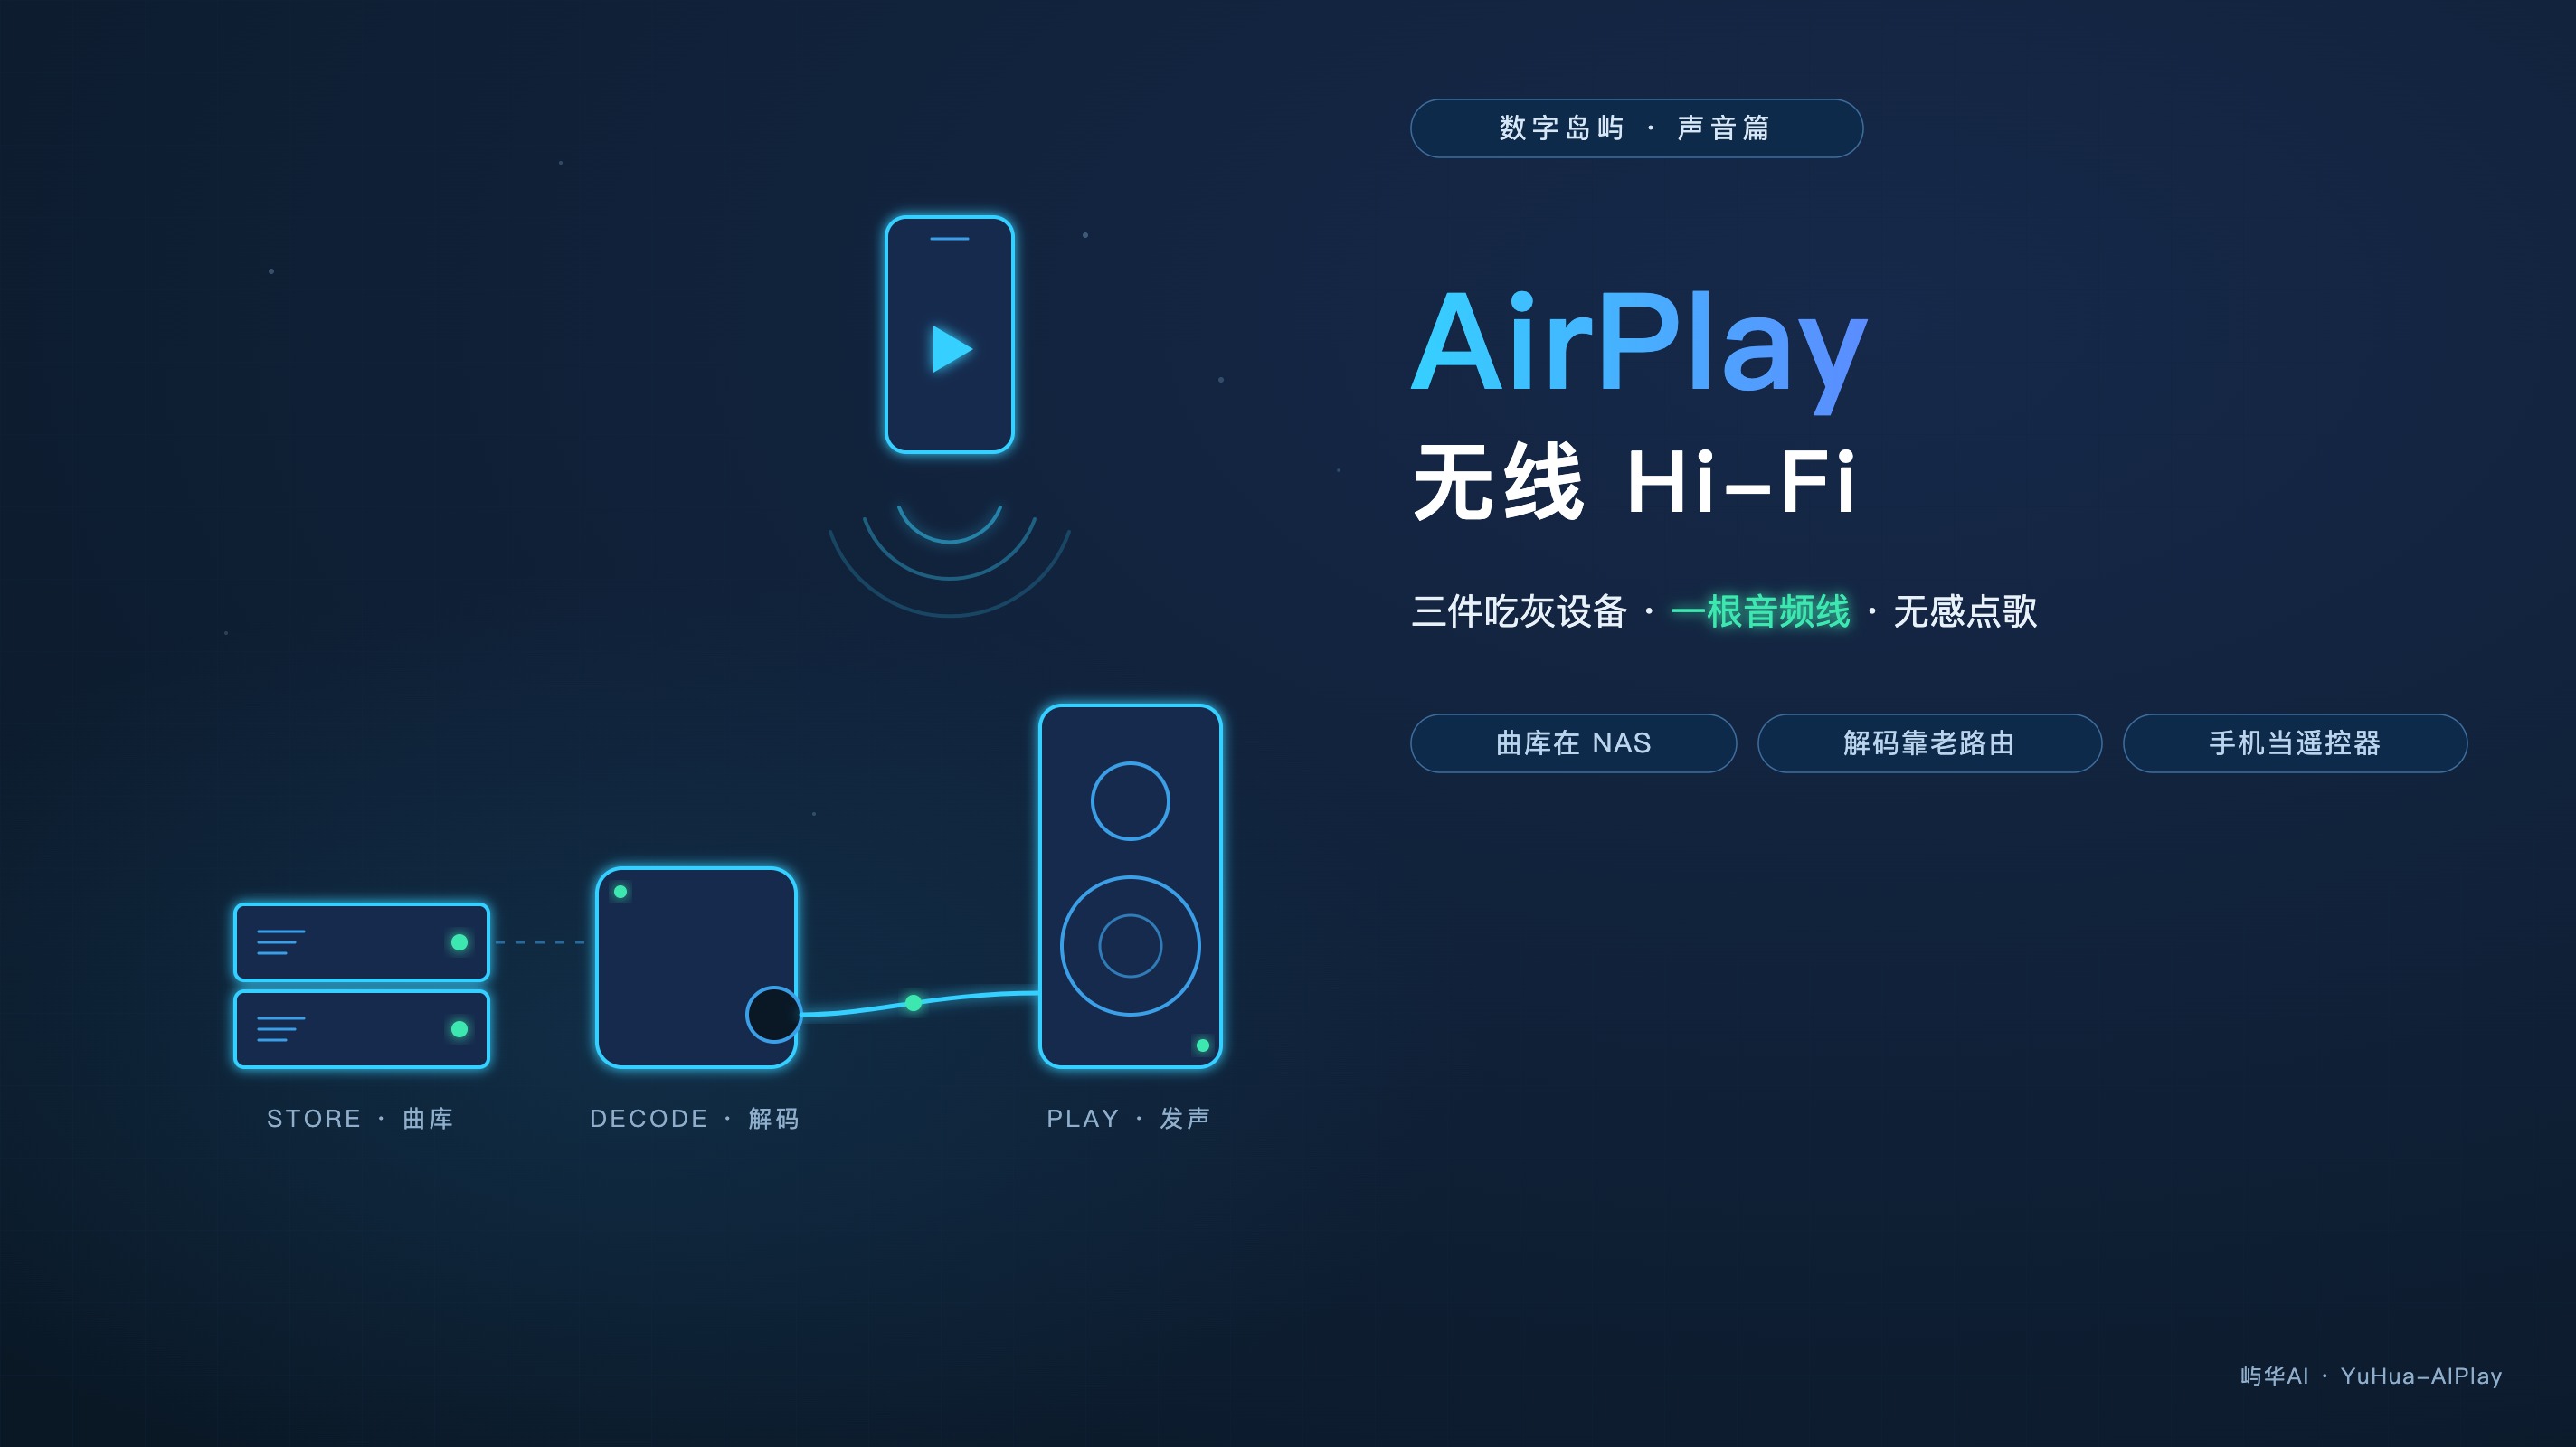 数字岛屿 · 声音篇
AirPlay
无线 Hi-Fi
三件吃灰设备 · 一根音频线 · 无感点歌
曲库在 NAS
解码靠老路由
手机当遥控器
STORE · 曲库
DECODE · 解码
PLAY · 发声
屿华AI · YuHua-AIPlay